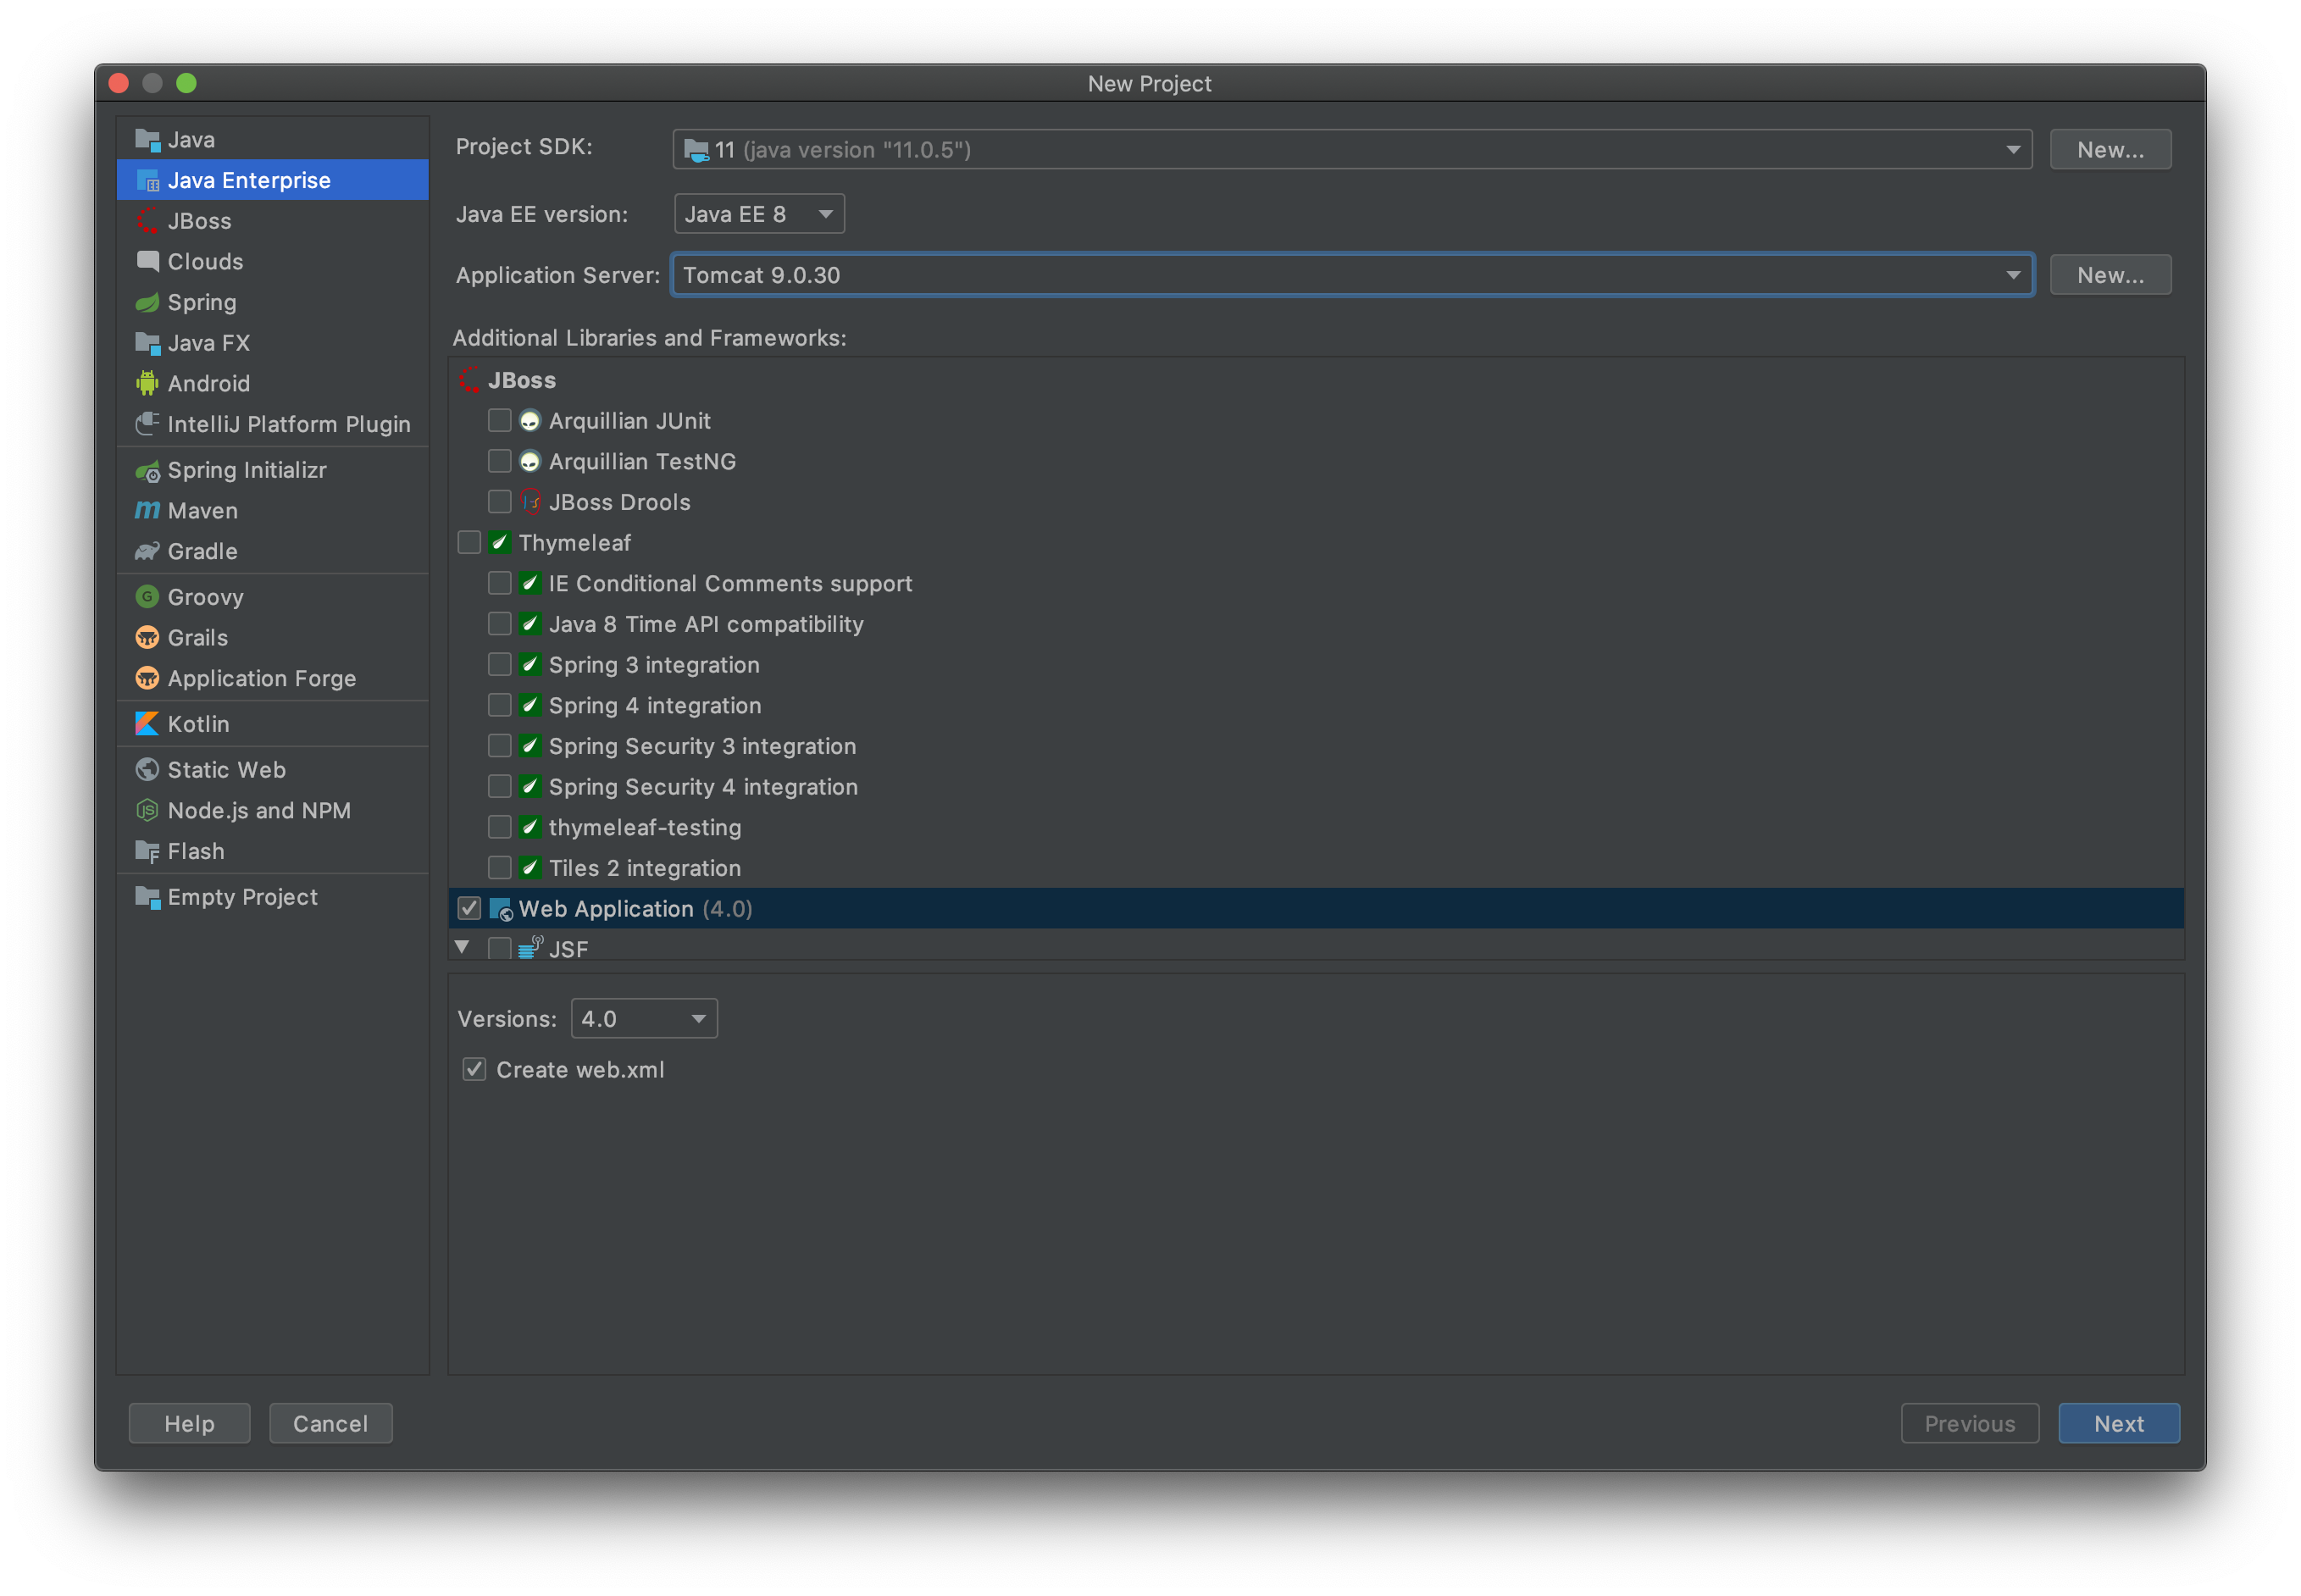 New Project
Java
Java Enterprise
JBoss
Clouds
Spring
Java FX
Android
IntelliJ Platform Plugin
Spring Initializr
Maven
Gradle
Groovy
Grails
Application Forge
Kotlin
Static Web
Node.js and NPM
Flash
Empty Project
Project SDK: 11 (java version "11.0.5") New...
Java EE version: Java EE 8
Application Server: Tomcat 9.0.30 New...
Additional Libraries and Frameworks:
JBoss
Arquillian JUnit
Arquillian TestNG
JBoss Drools
Thymeleaf
IE Conditional Comments support
Java 8 Time API compatibility
Spring 3 integration
Spring 4 integration
Spring Security 3 integration
Spring Security 4 integration
thymeleaf-testing
Tiles 2 integration
Web Application (4.0)
JSF
Versions: 4.0
Create web.xml
Help Cancel Previous Next